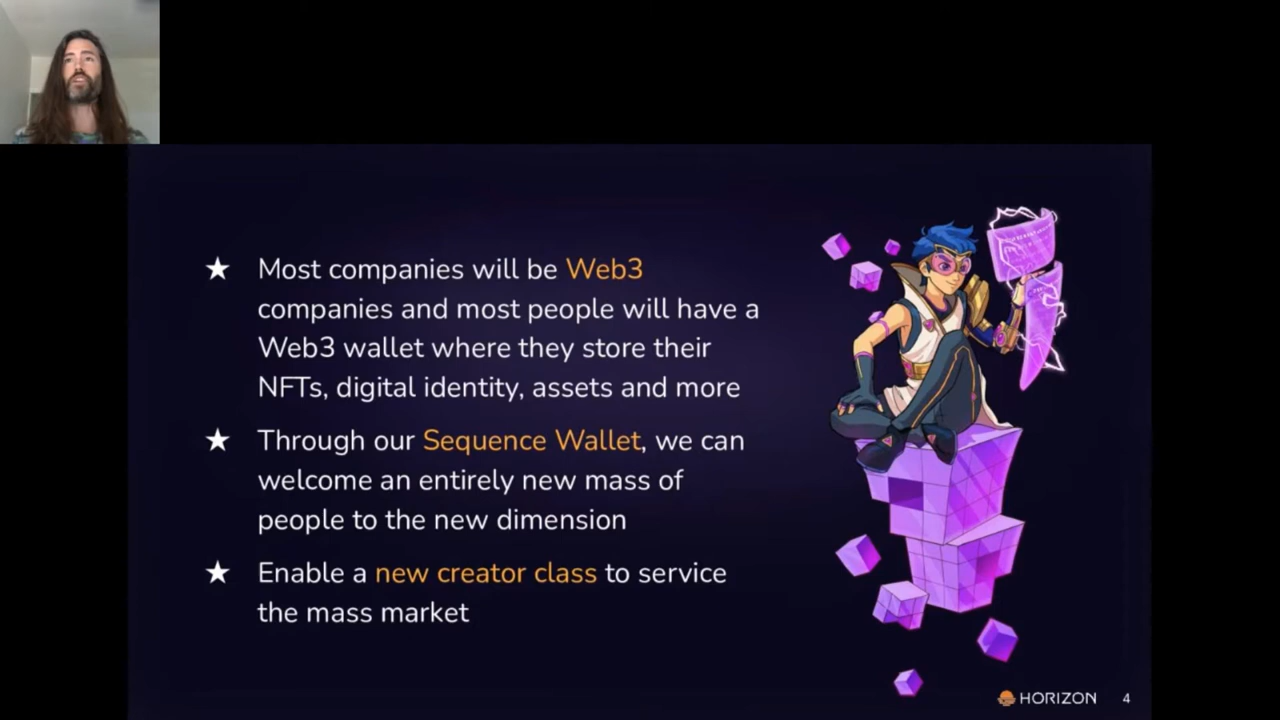 Most companies will be Web3
companies and most people will have a
Web3 wallet where they store their
NFTs, digital identity, assets and more
Through our Sequence Wallet, we can
welcome an entirely new mass of
people to the new dimension
Enable a new creator class to service
the mass market
HORIZON 4